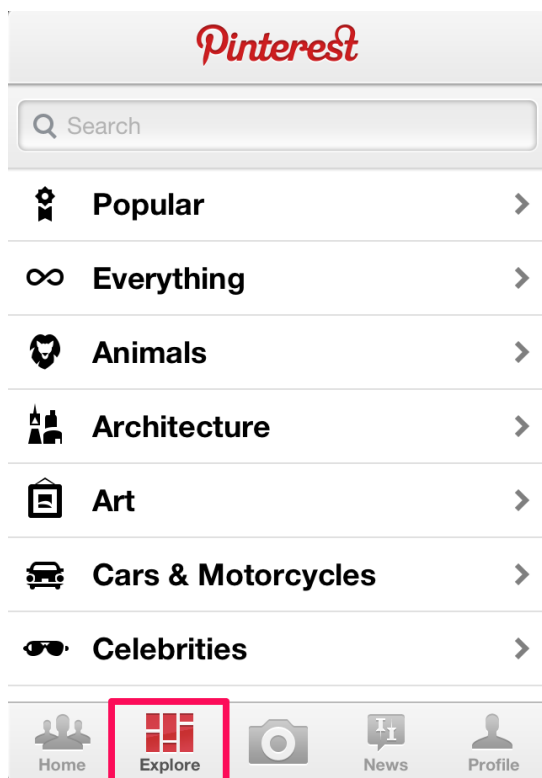 Pinterest
Search
Popular
Everything
Animals
Architecture
Art
Cars & Motorcycles
Celebrities
Home Explore News Profile